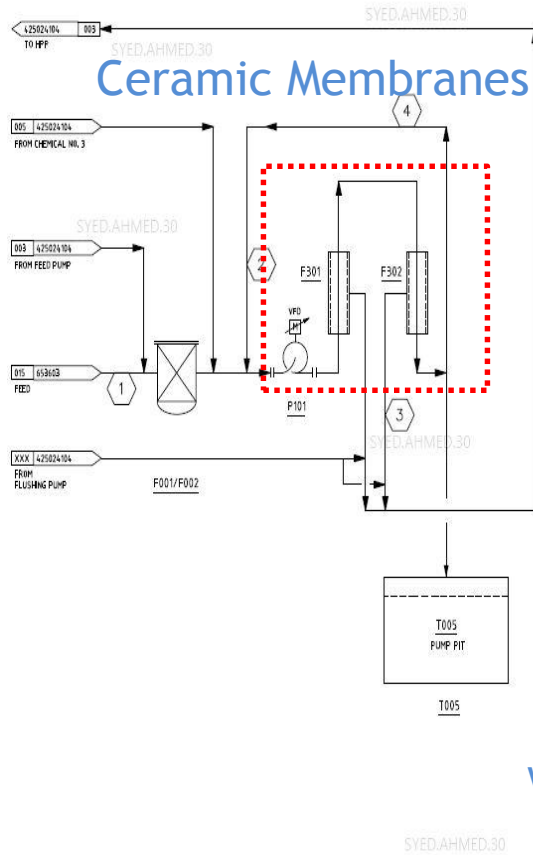 SYED.AHMED.30
425024104 003
TO HPP
SYED.AHMED.30
Ceramic Membranes
4
005 425024104
FROM CHEMICAL NO. 3
SYED.AHMED.30
003 425024104
FROM FEED PUMP
2
F301
F302
VFD
M
015 653603
FEED
1
P101
3
SYED.AHMED.30
XXX 425024104
FROM
FLUSHING PUMP
F001/F002
T005
PUMP PIT
T005
SYED.AHMED.30